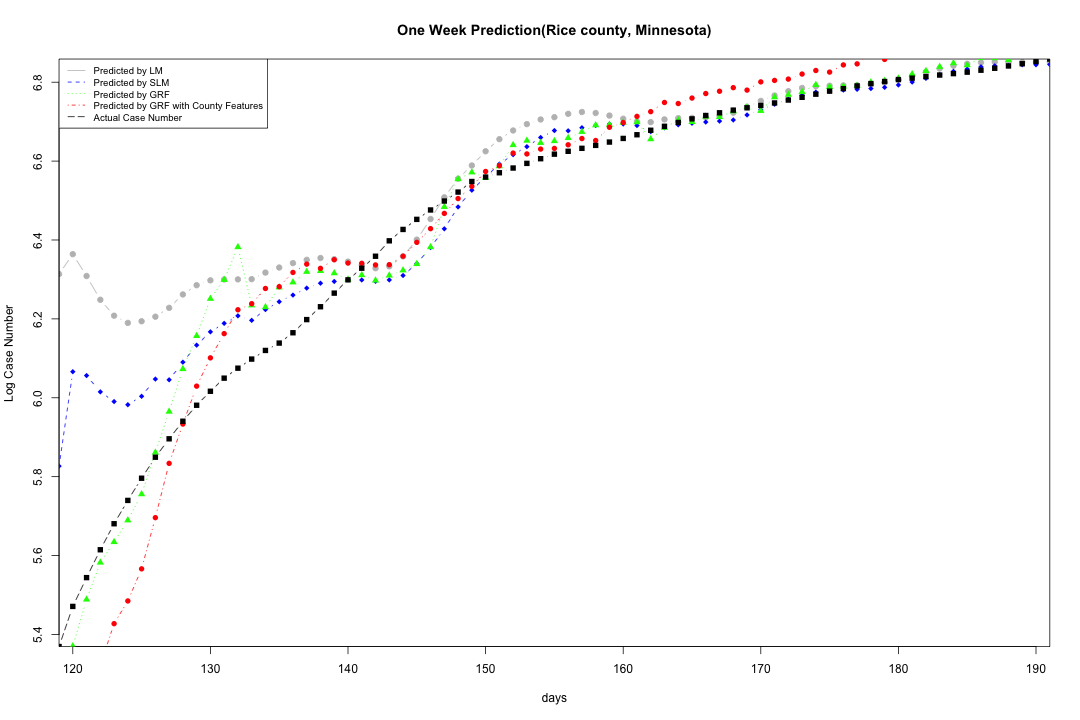 One Week Prediction(Rice county, Minnesota)
Predicted by LM
Predicted by SLM
Predicted by GRF
Predicted by GRF with County Features
Actual Case Number
Log Case Number
6.8
6.6
6.4
6.2
6.0
5.8
5.6
5.4
120 130 140 150 160 170 180 190
days